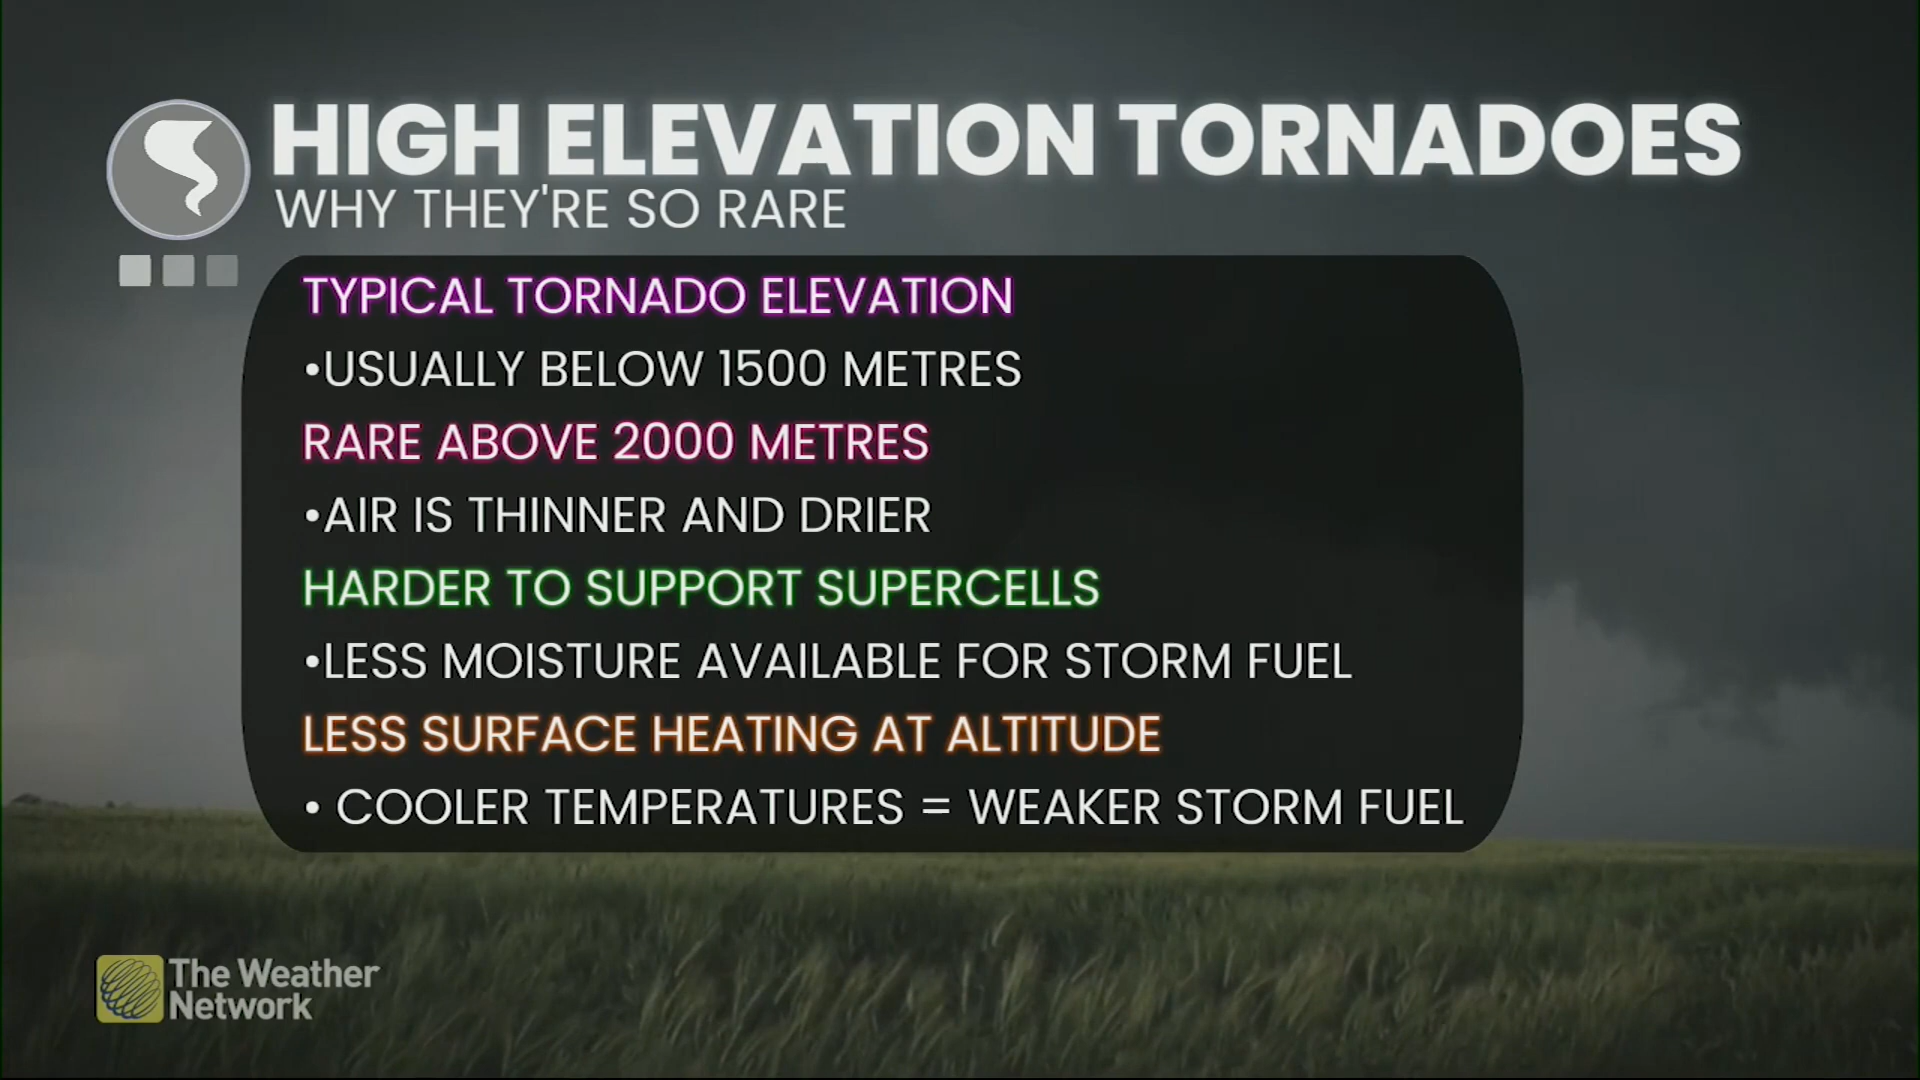 HIGH ELEVATION TORNADOES
WHY THEY'RE SO RARE
TYPICAL TORNADO ELEVATION
•USUALLY BELOW 1500 METRES
RARE ABOVE 2000 METRES
•AIR IS THINNER AND DRIER
HARDER TO SUPPORT SUPERCELLS
•LESS MOISTURE AVAILABLE FOR STORM FUEL
LESS SURFACE HEATING AT ALTITUDE
• COOLER TEMPERATURES = WEAKER STORM FUEL
The Weather
Network